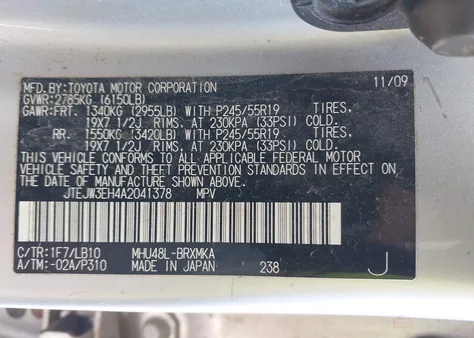 MFD.BY:TOYOTA MOTOR CORPORATION 11/09
GVWR:2785KG (6150LB)
GAWR:FRT. 1340KG (2955LB) WITH P245/55R19 TIRES,
19X7 1/2J RIMS, AT 230KPA (33PSI) COLD.
RR. 1550KG (3420LB) WITH P245/55R19 TIRES,
19X7 1/2J RIMS, AT 230KPA (33PSI) COLD.
THIS VEHICLE CONFORMS TO ALL APPLICABLE FEDERAL MOTOR
VEHICLE SAFETY AND THEFT PREVENTION STANDARDS IN EFFECT ON
THE DATE OF MANUFACTURE SHOWN ABOVE.
JTEJW3EH4A2041378 MPV
C/TR:1F7/LB10 MHU48L-BRXMKA
A/TM:-02A/P310 MADE IN JAPAN 238 J